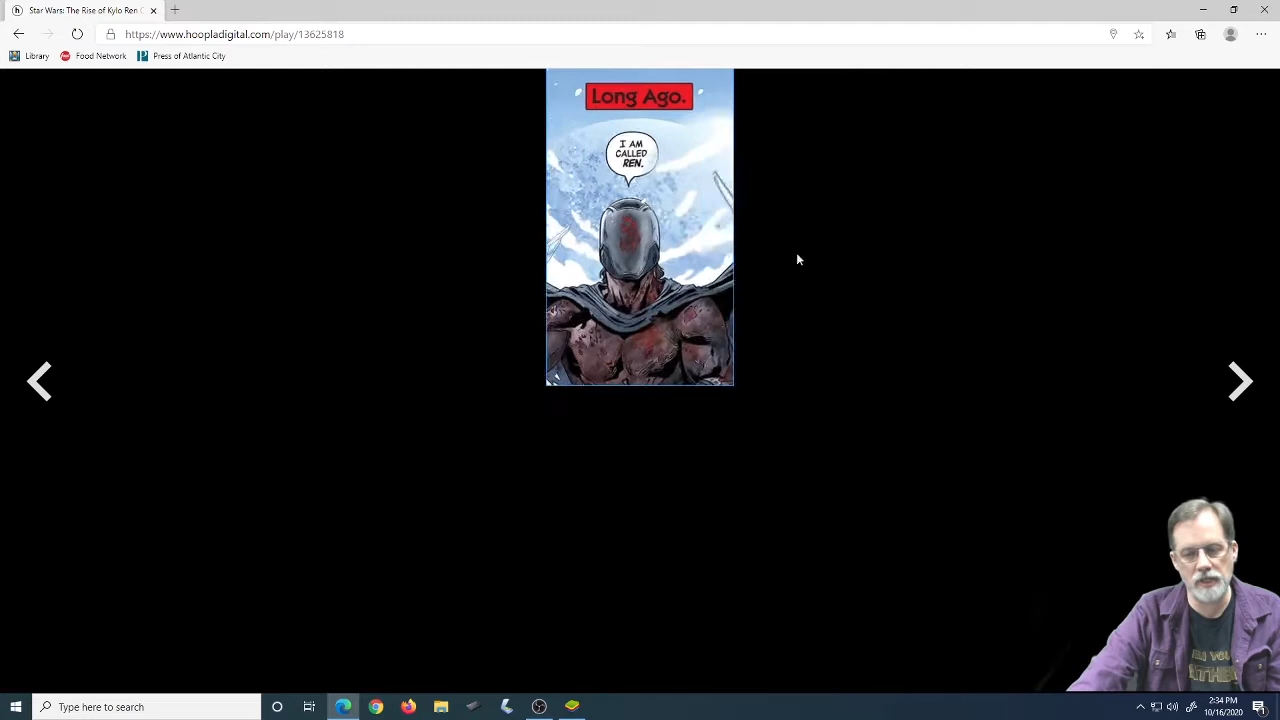 Star Wars: The Rise of Kylo Ren
https://www.hoopladigital.com/play/13625818
Library
Food Network
Press of Atlantic City
Long Ago.
I AM
CALLED
REN.
Type here to search
2:34 PM
10/16/2020